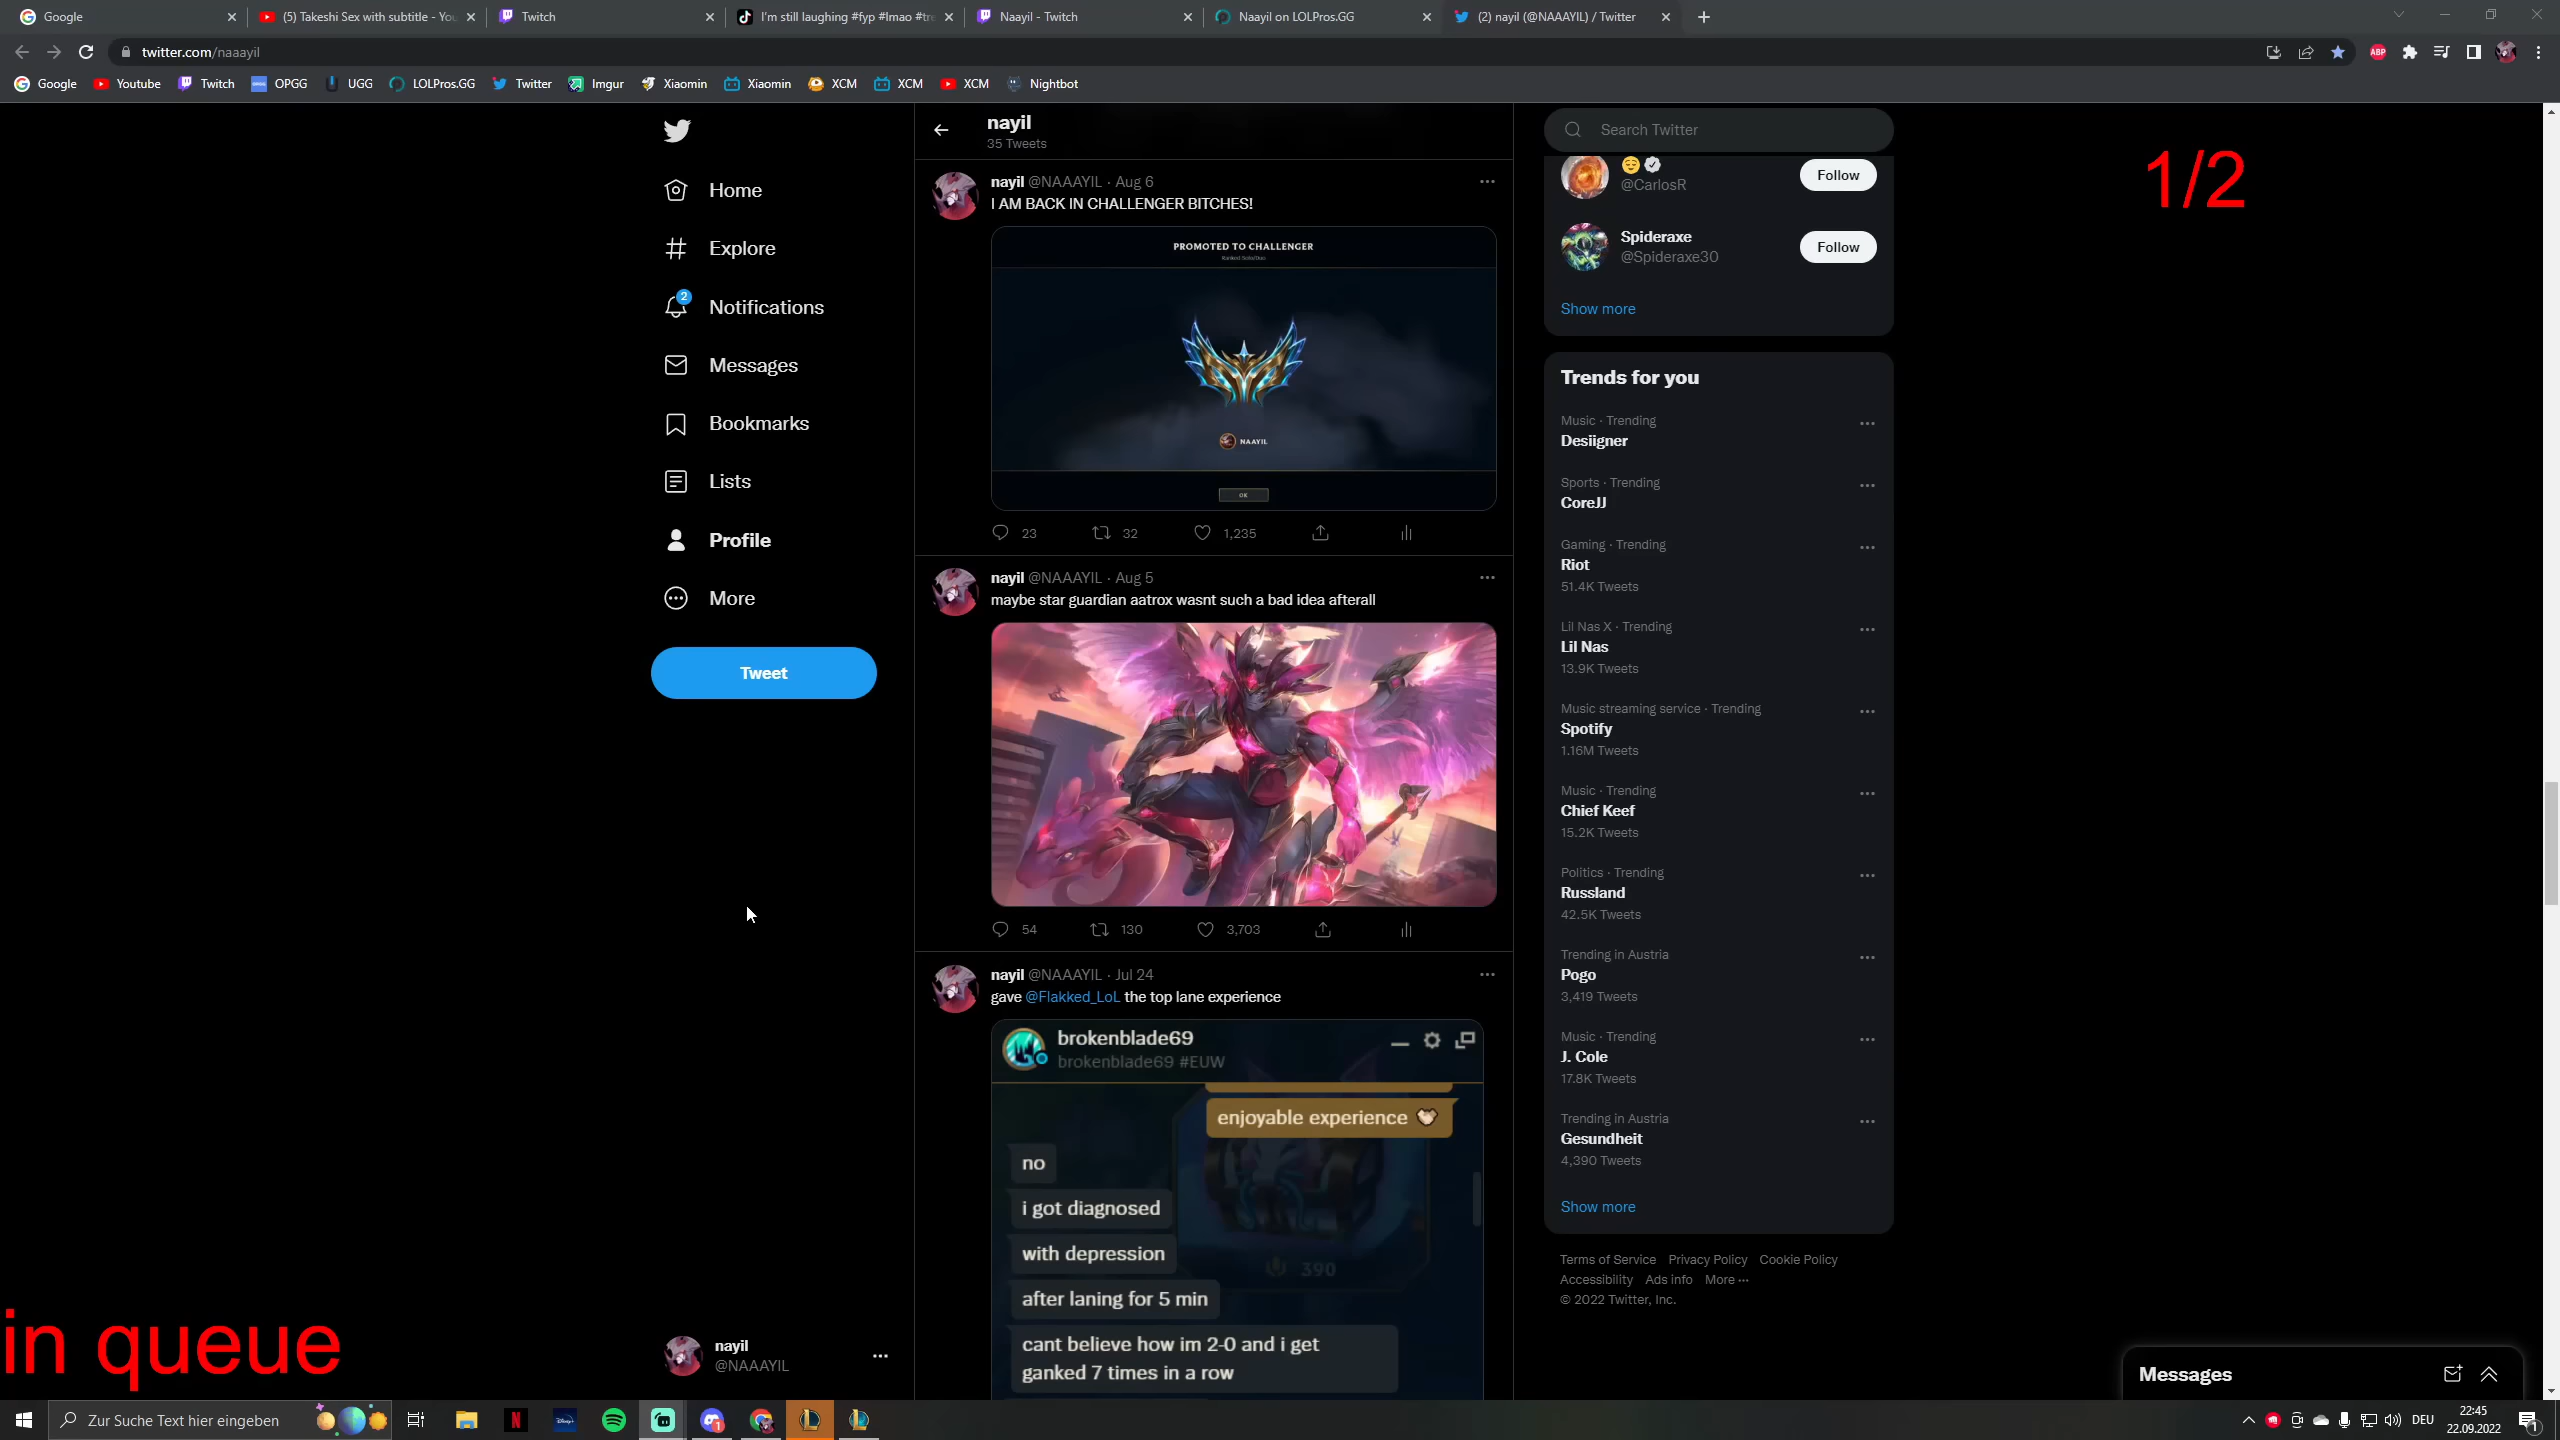 Google
(5) Takeshi Sex with subtitle - You
Twitch
I'm still laughing #fyp #lmao #tre
Naayil - Twitch
Naayil on LOLPros.GG
(2) nayil (@NAAAYIL) / Twitter
twitter.com/naaayil
ABP
Google
Youtube
Twitch
OPGG
UGG
LOLPros.GG
Twitter
Imgur
Xiaomin
Xiaomin
XCM
XCM
XCM
Nightbot
Home
Explore
2
Notifications
Messages
Bookmarks
Lists
Profile
More
Tweet
nayil
@NAAAYIL
nayil
35 Tweets
nayil @NAAAYIL · Aug 6
I AM BACK IN CHALLENGER BITCHES!
PROMOTED TO CHALLENGER
Ranked Solo/Duo
NAAYIL
OK
23
32
1,235
nayil @NAAAYIL · Aug 5
maybe star guardian aatrox wasnt such a bad idea afterall
54
130
3,703
nayil @NAAAYIL · Jul 24
gave @Flakked_LoL the top lane experience
brokenblade69
brokenblade69 #EUW
enjoyable experience
no
i got diagnosed
with depression
390
after laning for 5 min
cant believe how im 2-0 and i get
ganked 7 times in a row
Search Twitter
@CarlosR
Follow
Spideraxe
@Spideraxe30
Follow
Show more
Trends for you
Music · Trending
Desiigner
Sports · Trending
CoreJJ
Gaming · Trending
Riot
51.4K Tweets
Lil Nas X · Trending
Lil Nas
13.9K Tweets
Music streaming service · Trending
Spotify
1.16M Tweets
Music · Trending
Chief Keef
15.2K Tweets
Politics · Trending
Russland
42.5K Tweets
Trending in Austria
Pogo
3,419 Tweets
Music · Trending
J. Cole
17.8K Tweets
Trending in Austria
Gesundheit
4,390 Tweets
Show more
Terms of Service Privacy Policy Cookie Policy
Accessibility Ads info More ···
© 2022 Twitter, Inc.
1/2
in queue
Messages
Zur Suche Text hier eingeben
N
Disney+
1
DEU
22:45
22.09.2022
1